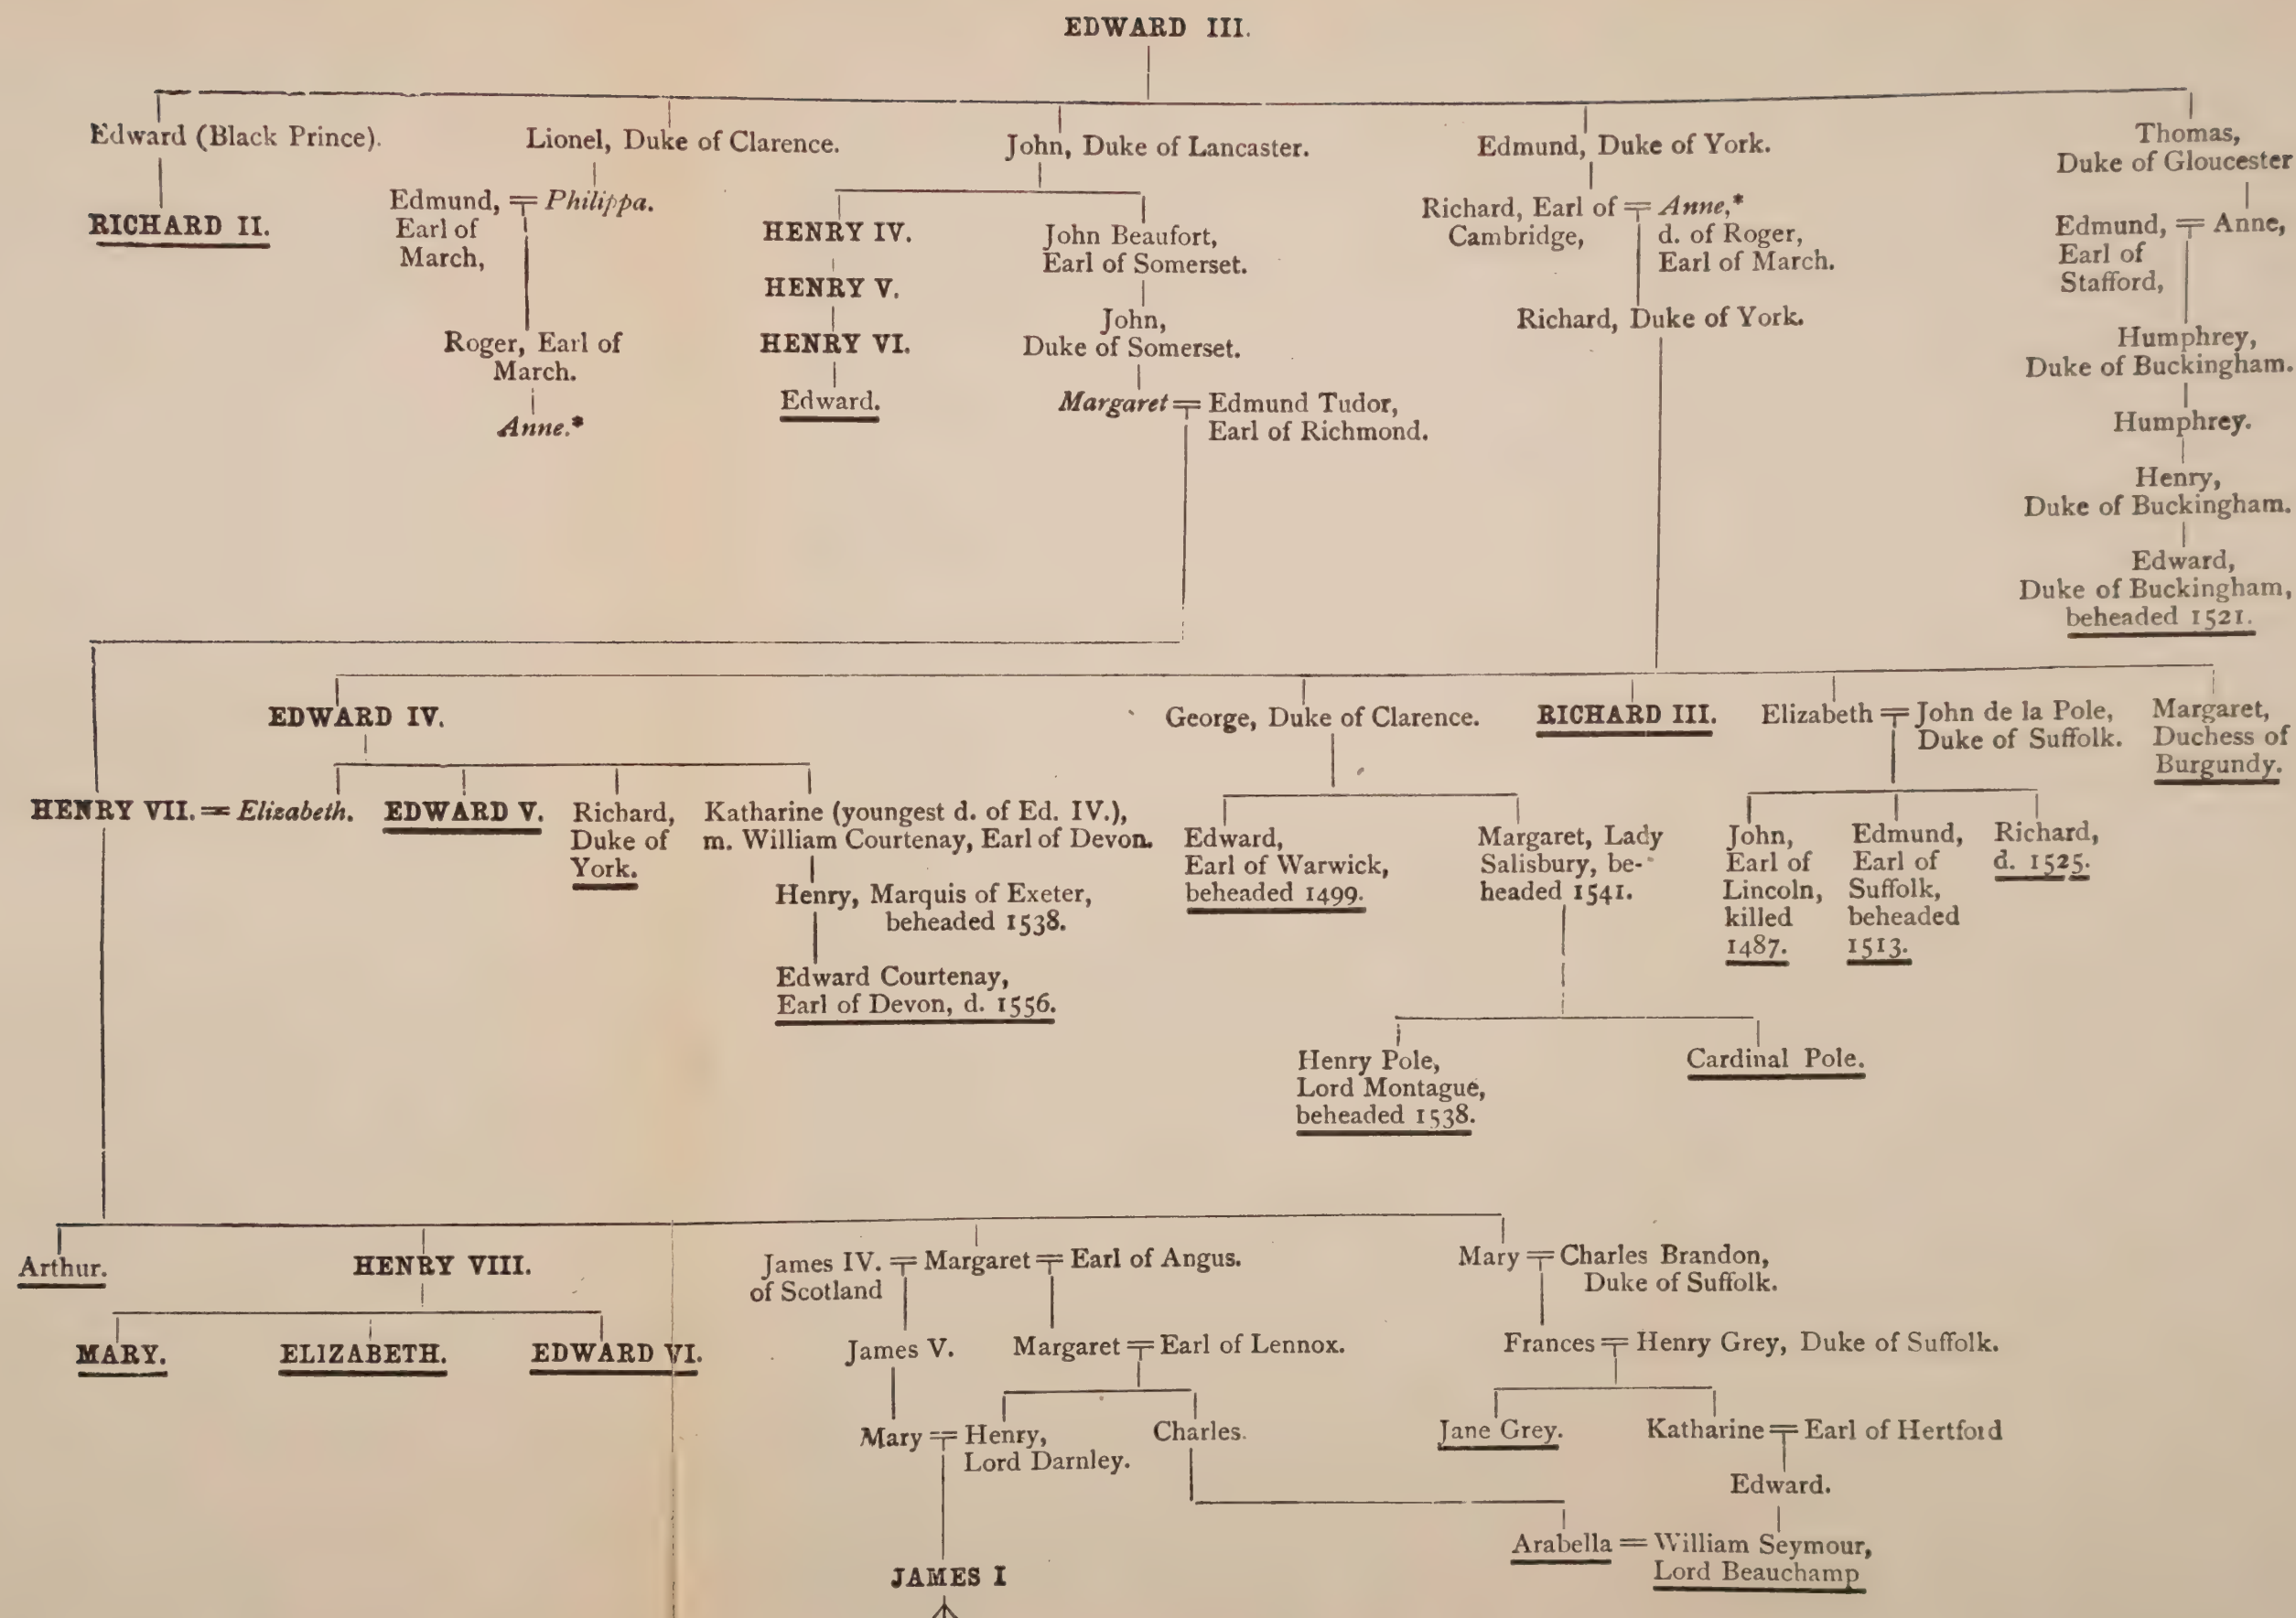 EDWARD III.
Edward (Black Prince).
Lionel, Duke of Clarence.
John, Duke of Lancaster.
Edmund, Duke of York.
Thomas,
Duke of Gloucester
RICHARD II.
Edmund, = Philippa.
Earl of
March,
Roger, Earl of
March.
Anne.*
HENRY IV.
HENRY V.
HENRY VI.
Edward.
John Beaufort,
Earl of Somerset.
John,
Duke of Somerset.
Margaret = Edmund Tudor,
Earl of Richmond.
Richard, Earl of = Anne,*
Cambridge, d. of Roger,
Earl of March.
Richard, Duke of York.
Edmund, = Anne,
Earl of
Stafford,
Humphrey,
Duke of Buckingham.
Humphrey.
Henry,
Duke of Buckingham.
Edward,
Duke of Buckingham,
beheaded 1521.
EDWARD IV.
George, Duke of Clarence.
RICHARD III.
Elizabeth = John de la Pole,
Duke of Suffolk.
Margaret,
Duchess of
Burgundy.
HENRY VII. = Elizabeth.
EDWARD V.
Richard,
Duke of
York.
Katharine (youngest d. of Ed. IV.),
m. William Courtenay, Earl of Devon.
Henry, Marquis of Exeter,
beheaded 1538.
Edward Courtenay,
Earl of Devon, d. 1556.
Edward,
Earl of Warwick,
beheaded 1499.
Margaret, Lady
Salisbury, be-
headed 1541.
John,
Earl of
Lincoln,
killed
1487.
Edmund,
Earl of
Suffolk,
beheaded
1513.
Richard,
d. 1525.
Henry Pole,
Lord Montague,
beheaded 1538.
Cardinal Pole.
Arthur.
HENRY VIII.
James IV. = Margaret = Earl of Angus.
of Scotland
Mary = Charles Brandon,
Duke of Suffolk.
MARY.
ELIZABETH.
EDWARD VI.
James V.
Margaret = Earl of Lennox.
Frances = Henry Grey, Duke of Suffolk.
Mary = Henry,
Lord Darnley.
Charles.
Jane Grey.
Katharine = Earl of Hertford
Edward.
Arabella = William Seymour,
Lord Beauchamp
JAMES I